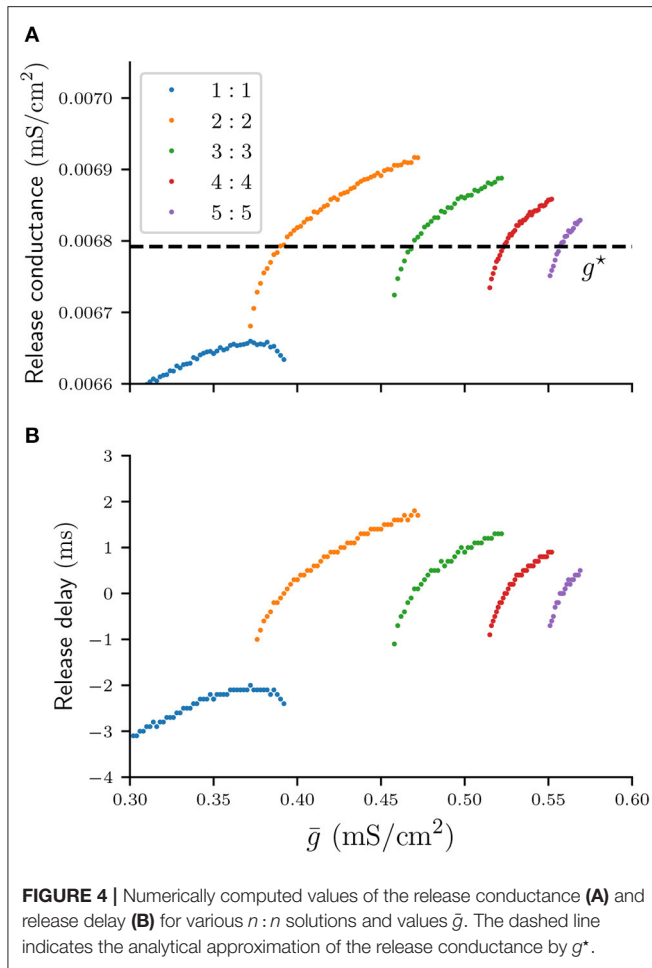 A
Release conductance (mS/cm²)
0.0070
0.0069
0.0068
0.0067
0.0066
1 : 1
2 : 2
3 : 3
4 : 4
5 : 5
g⋆
B
Release delay (ms)
3
2
1
0
−1
−2
−3
−4
0.30 0.35 0.40 0.45 0.50 0.55 0.60
ḡ (mS/cm²)
FIGURE 4 | Numerically computed values of the release conductance (A) and
release delay (B) for various n : n solutions and values ḡ. The dashed line
indicates the analytical approximation of the release conductance by g⋆.